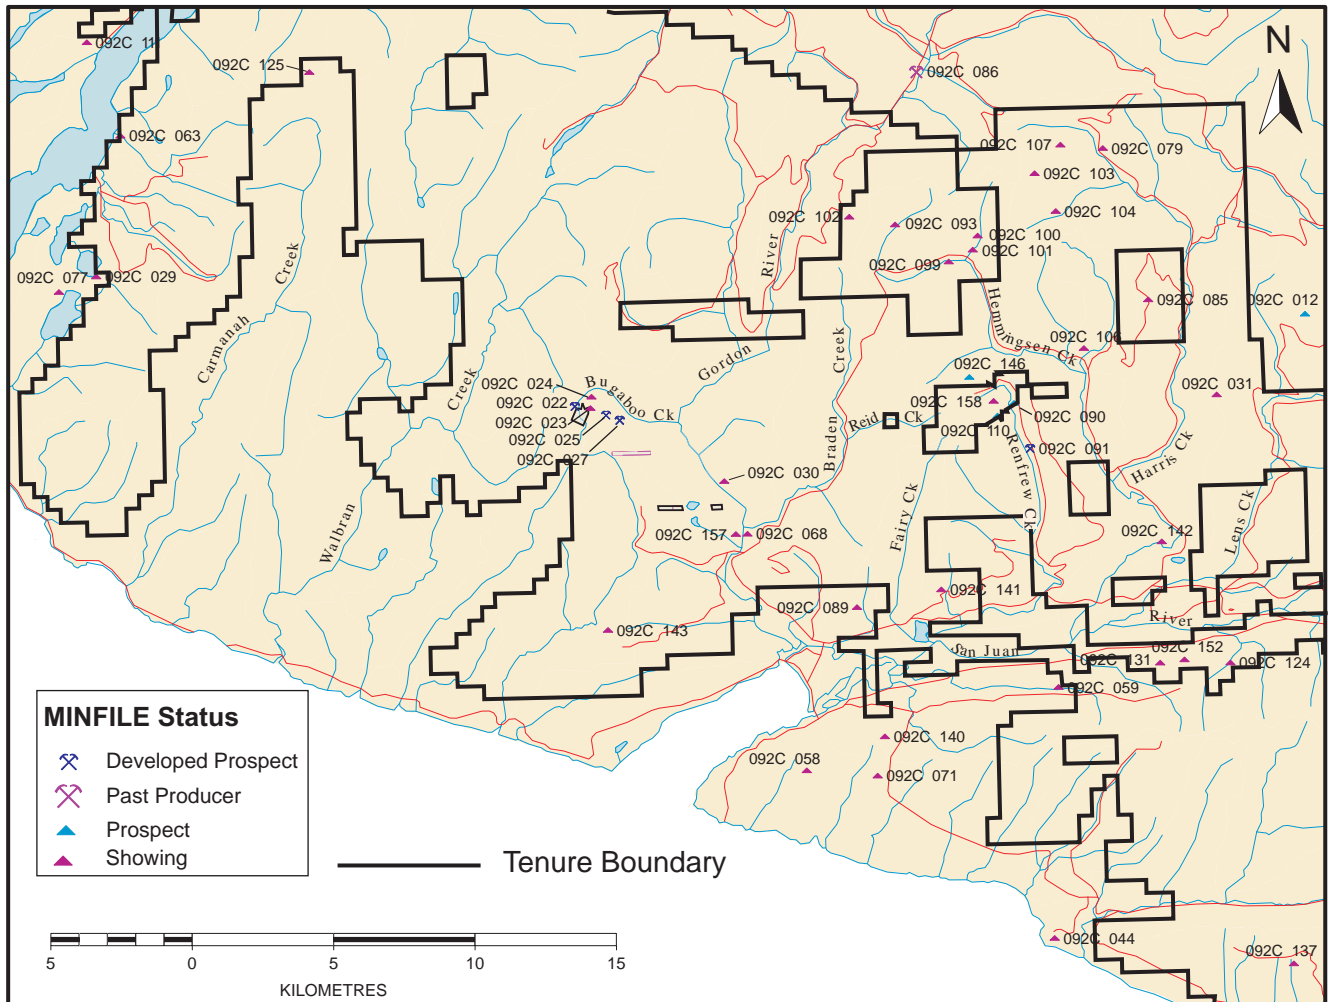 092C 11
092C 125
092C 086
N
092C 063
092C 107
092C 079
092C 103
092C 104
092C 102
092C 093
092C 100
092C 101
092C 099
092C 077
092C 029
092C 085
092C 012
Creek
River
Hemmingsen Ck
Carmanah
Gordon
Creek
092C 106
092C 146
092C 024
Bugaboo Ck
092C 022
092C 023
092C 025
092C 027
Creek
092C 158
092C 031
092C 090
Reid Ck
092C 110
Braden
Renfrew Ck
092C 091
Harris Ck
092C 030
Fairy Ck
Walbran
092C 157
092C 068
092C 142
Lens Ck
092C 141
092C 089
River
092C 143
San Juan
092C 152
092C 131
092C 124
092C 059
092C 140
092C 058
092C 071
092C 044
092C 137
MINFILE Status
Developed Prospect
Past Producer
Prospect
Showing
Tenure Boundary
5 0 5 10 15
KILOMETRES